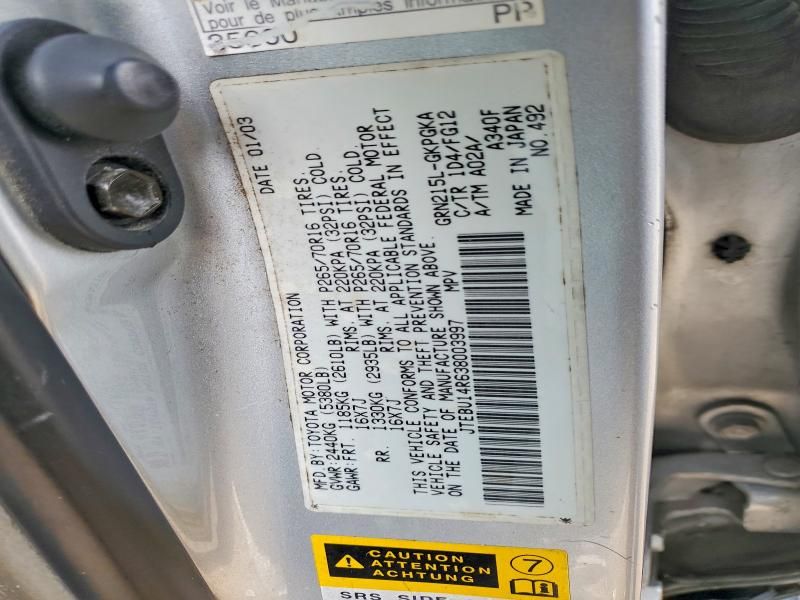 Voir le
pour de plus amples
PP
DATE 01/03
MFD. BY: TOYOTA MOTOR CORPORATION
GVWR: 2440KG (5380LB)
GAWR: FRT. 1185KG (2610LB) WITH P265/70R16 TIRES.
16X7J RIMS. AT 220KPA (32PSI) COLD.
RR. 1330KG (2935LB) WITH P265/70R16 TIRES.
16X7J RIMS. AT 220KPA (32PSI) COLD.
THIS VEHICLE CONFORMS TO ALL APPLICABLE FEDERAL MOTOR
VEHICLE SAFETY AND THEFT PREVENTION STANDARDS IN EFFECT
ON THE DATE OF MANUFACTURE SHOWN ABOVE.
JTEBU14R638003997 MPV
GRN215L-GKPGKA
C/TR 1D4/FG12
A/TM A02A/ A340F
MADE IN JAPAN
NO. 492
CAUTION
ATTENTION
ACHTUNG
7
SRS SIDE